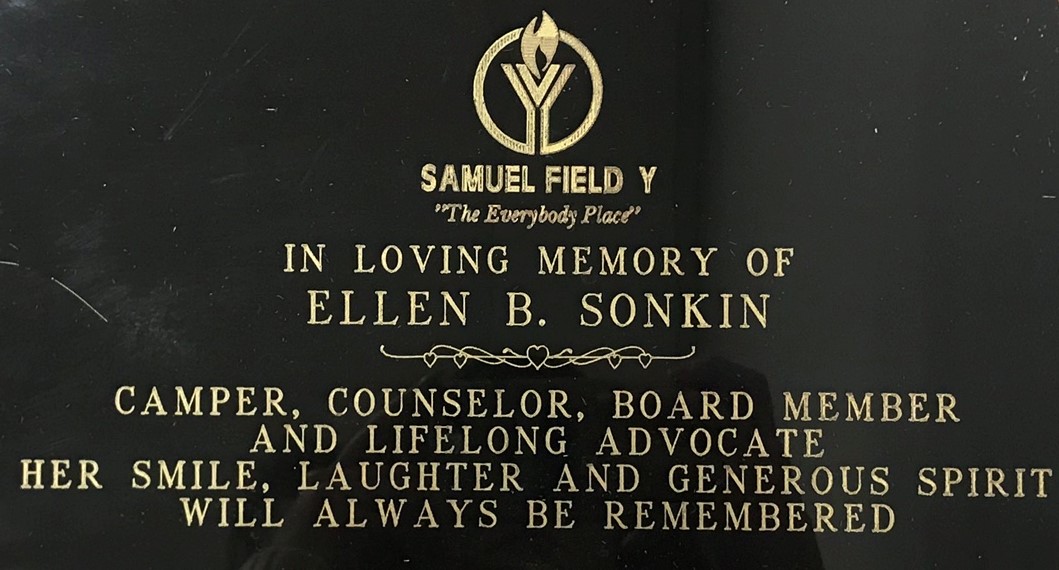 SAMUEL FIELD Y
"The Everybody Place"
IN LOVING MEMORY OF
ELLEN B. SONKIN
CAMPER, COUNSELOR, BOARD MEMBER
AND LIFELONG ADVOCATE
HER SMILE, LAUGHTER AND GENEROUS SPIRIT
WILL ALWAYS BE REMEMBERED